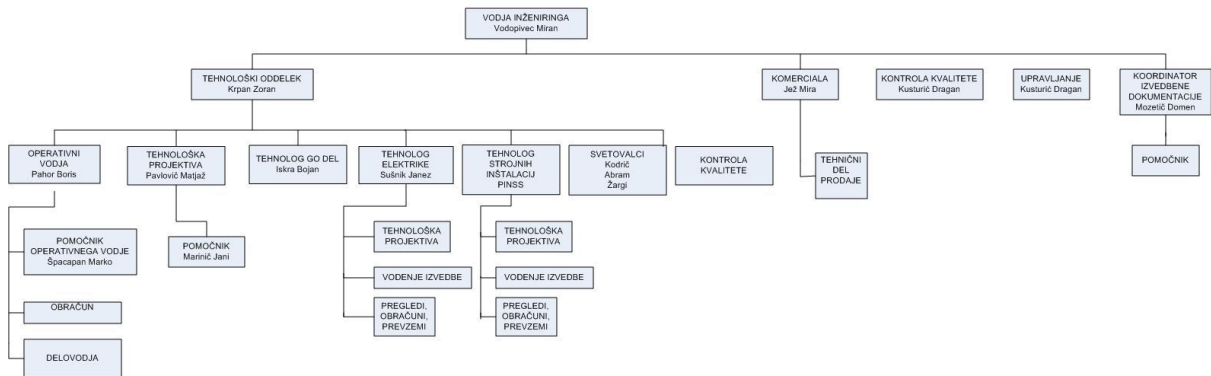 VODJA INŽENIRINGA
Vodopivec Miran
TEHNOLOŠKI ODDELEK
Krpan Zoran
KOMERCIALA
Jež Mira
KONTROLA KVALITETE
Kusturić Dragan
UPRAVLJANJE
Kusturić Dragan
KOORDINATOR
IZVEDBENE
DOKUMENTACIJE
Mozetič Domen
OPERATIVNI
VODJA
Pahor Boris
TEHNOLOŠKA
PROJEKTIVA
Pavlovič Matjaž
TEHNOLOG GO DEL
Iskra Bojan
TEHNOLOG
ELEKTRIKE
Sušnik Janez
TEHNOLOG
STROJNIH
INŠTALACIJ
PINSS
SVETOVALCI
Kodrič
Abram
Žargi
KONTROLA
KVALITETE
TEHNIČNI
DEL
PRODAJE
POMOČNIK
POMOČNIK
OPERATIVNEGA VODJE
Špacapan Marko
POMOČNIK
Marinič Jani
TEHNOLOŠKA
PROJEKTIVA
TEHNOLOŠKA
PROJEKTIVA
VODENJE IZVEDBE
VODENJE IZVEDBE
OBRAČUN
PREGLEDI,
OBRAČUNI,
PREVZEMI
PREGLEDI,
OBRAČUNI,
PREVZEMI
DELOVODJA